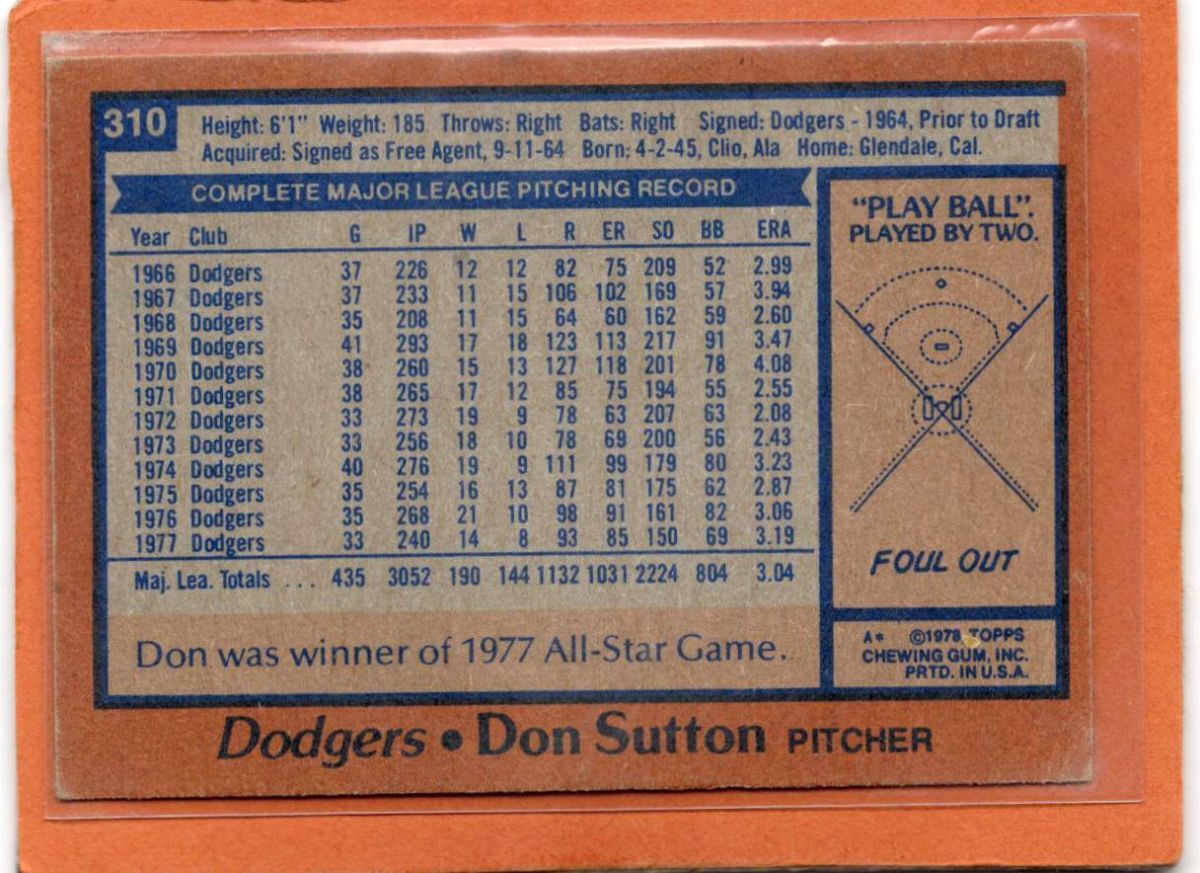 310
Height: 6'1" Weight: 185 Throws: Right Bats: Right Signed: Dodgers - 1964, Prior to Draft
Acquired: Signed as Free Agent, 9-11-64 Born: 4-2-45, Clio, Ala Home: Glendale, Cal.
COMPLETE MAJOR LEAGUE PITCHING RECORD
Year Club G IP W L R ER SO BB ERA
1966 Dodgers 37 226 12 12 82 75 209 52 2.99
1967 Dodgers 37 233 11 15 106 102 169 57 3.94
1968 Dodgers 35 208 11 15 64 60 162 59 2.60
1969 Dodgers 41 293 17 18 123 113 217 91 3.47
1970 Dodgers 38 260 15 13 127 118 201 78 4.08
1971 Dodgers 38 265 17 12 85 75 194 55 2.55
1972 Dodgers 33 273 19 9 78 63 207 63 2.08
1973 Dodgers 33 256 18 10 78 69 200 56 2.43
1974 Dodgers 40 276 19 9 111 99 179 80 3.23
1975 Dodgers 35 254 16 13 87 81 175 62 2.87
1976 Dodgers 35 268 21 10 98 91 161 82 3.06
1977 Dodgers 33 240 14 8 93 85 150 69 3.19
Maj. Lea. Totals ... 435 3052 190 144 1132 1031 2224 804 3.04
Don was winner of 1977 All-Star Game.
"PLAY BALL".
PLAYED BY TWO.
FOUL OUT
A* ©1978 TOPPS
CHEWING GUM, INC.
PRTD. IN U.S.A.
Dodgers • Don Sutton PITCHER